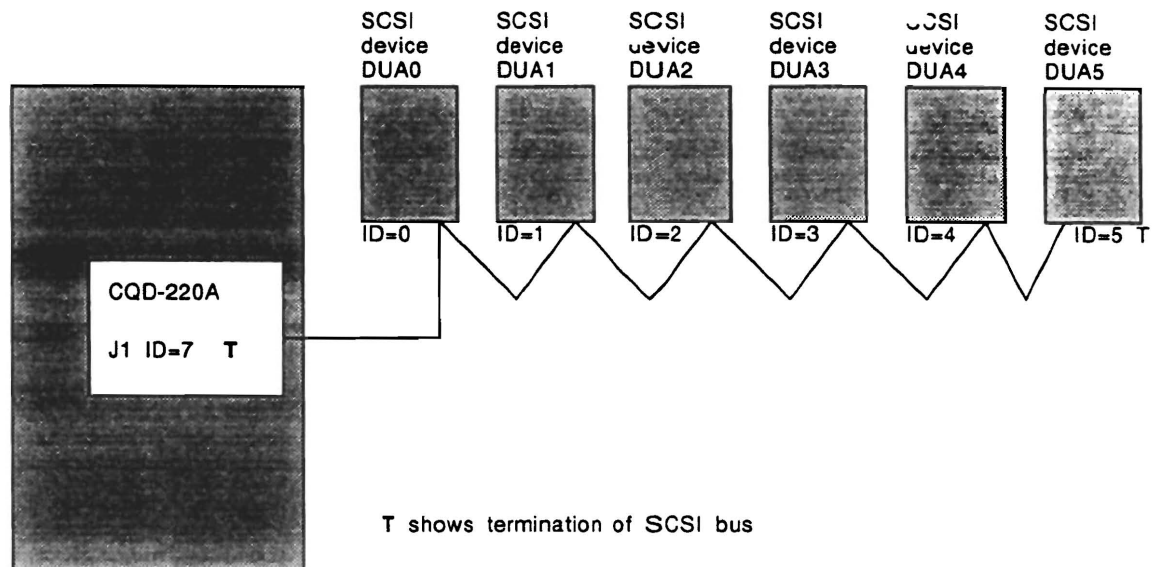 SCSI device DUA0
SCSI device DUA1
SCSI device DUA2
SCSI device DUA3
SCSI device DUA4
SCSI device DUA5
ID=0
ID=1
ID=2
ID=3
ID=4
ID=5 T
CQD-220A
J1 ID=7 T
T shows termination of SCSI bus